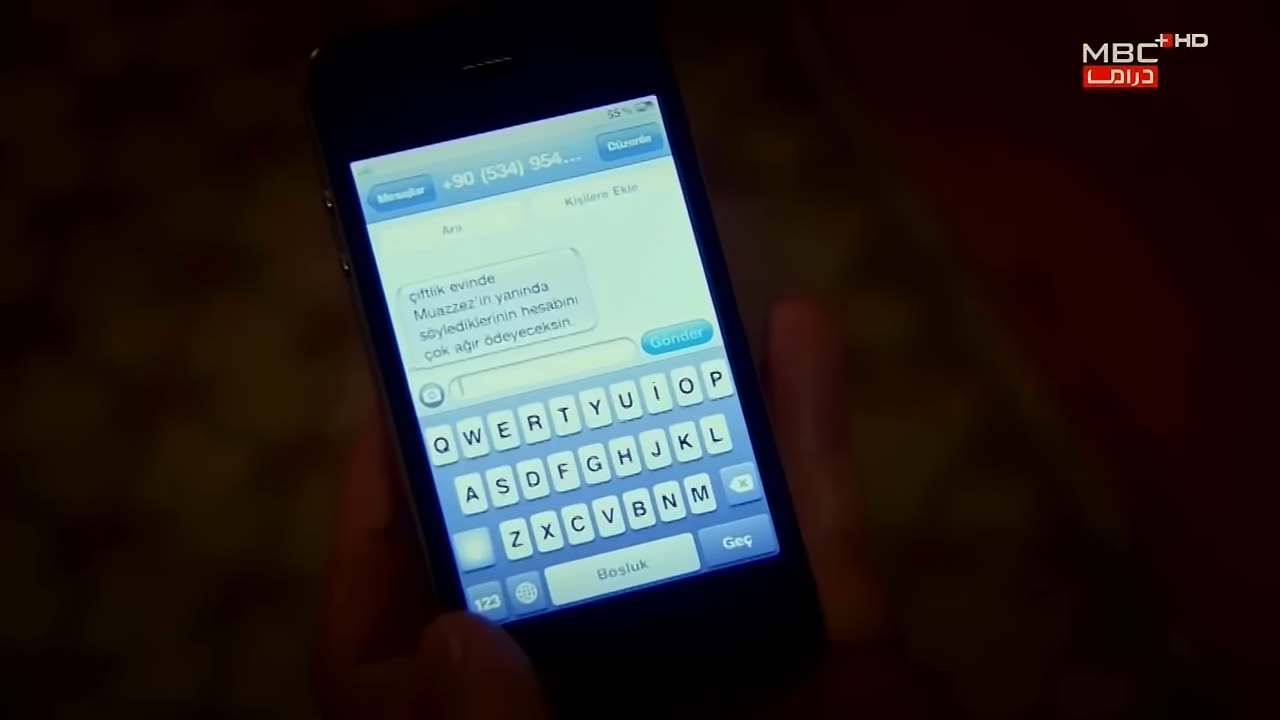 MBC+HD
دراما
55 %
Mesajlar
+90 (534) 954...
Düzenle
Ara
Kişilere Ekle
çiftlik evinde
Muazzez'in yanında
söylediklerinin hesabını
çok ağır ödeyeceksin.
Gönder
Q W E R T Y U İ O P
A S D F G H J K L
Z X C V B N M
123
Boşluk
Geç